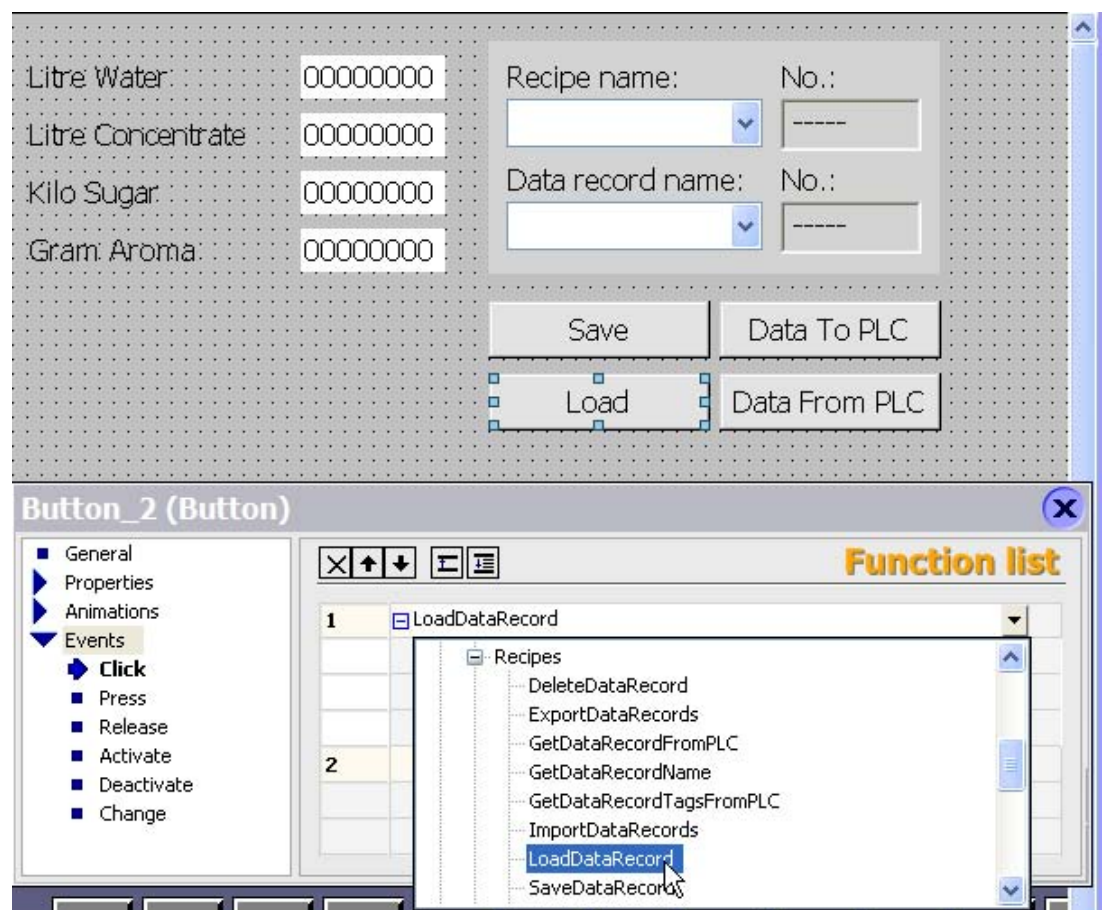 Litre Water
00000000
Recipe name:
No.:
-----
Litre Concentrate
00000000
Kilo Sugar
00000000
Data record name:
No.:
-----
Gram Aroma
00000000
Save
Data To PLC
Load
Data From PLC
Button_2 (Button)
General
Properties
Animations
Events
Click
Press
Release
Activate
Deactivate
Change
Function list
1
LoadDataRecord
Recipes
DeleteDataRecord
ExportDataRecords
GetDataRecordFromPLC
2
GetDataRecordName
GetDataRecordTagsFromPLC
ImportDataRecords
LoadDataRecord
SaveDataRecord